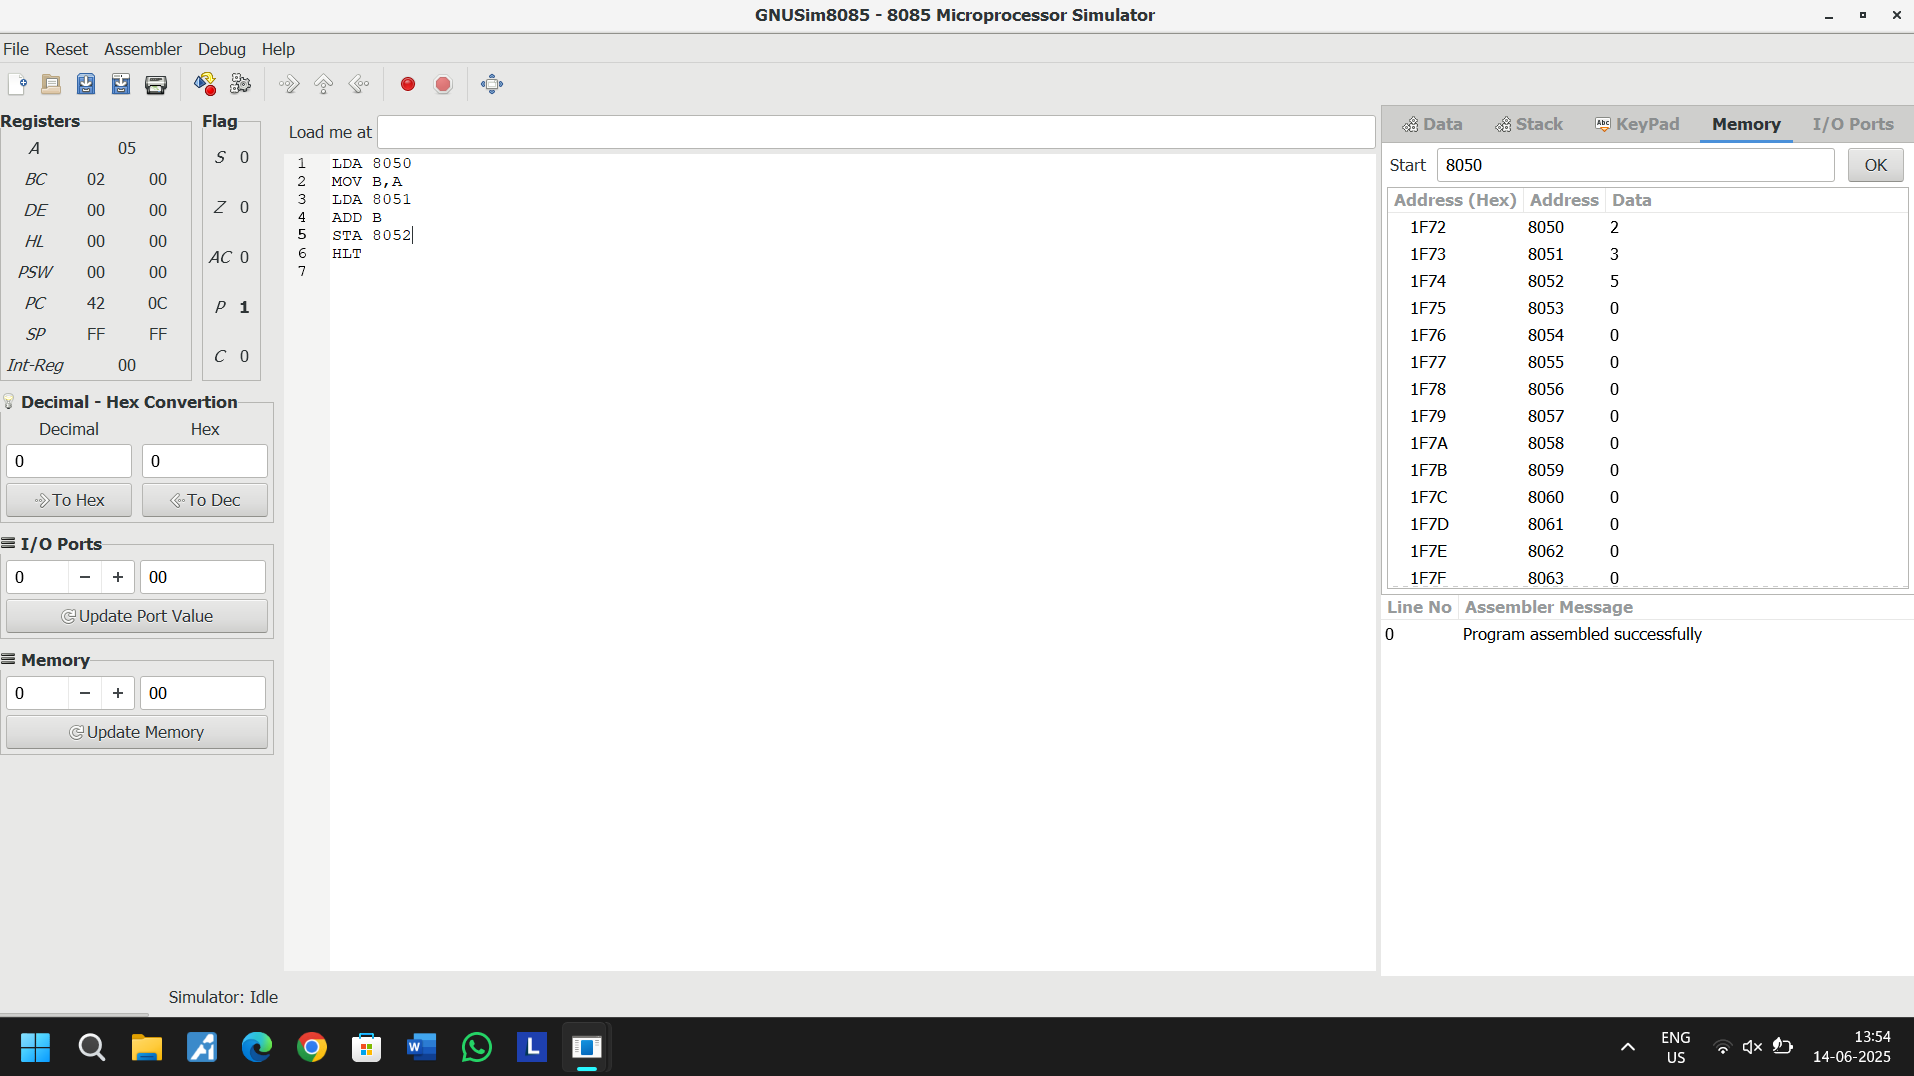 GNUSim8085 - 8085 Microprocessor Simulator
File Reset Assembler Debug Help
Registers
A 05
BC 02 00
DE 00 00
HL 00 00
PSW 00 00
PC 42 0C
SP FF FF
Int-Reg 00
Flag
S 0
Z 0
AC 0
P 1
C 0
Decimal - Hex Convertion
Decimal Hex
0 0
To Hex To Dec
I/O Ports
0 − + 00
Update Port Value
Memory
0 − + 00
Update Memory
Load me at
1 LDA 8050
2 MOV B,A
3 LDA 8051
4 ADD B
5 STA 8052
6 HLT
7
Data Stack Abc KeyPad Memory I/O Ports
Start 8050 OK
Address (Hex) Address Data
1F72 8050 2
1F73 8051 3
1F74 8052 5
1F75 8053 0
1F76 8054 0
1F77 8055 0
1F78 8056 0
1F79 8057 0
1F7A 8058 0
1F7B 8059 0
1F7C 8060 0
1F7D 8061 0
1F7E 8062 0
1F7F 8063 0
Line No Assembler Message
0 Program assembled successfully
Simulator: Idle
W
L
ENG
US
13:54
14-06-2025